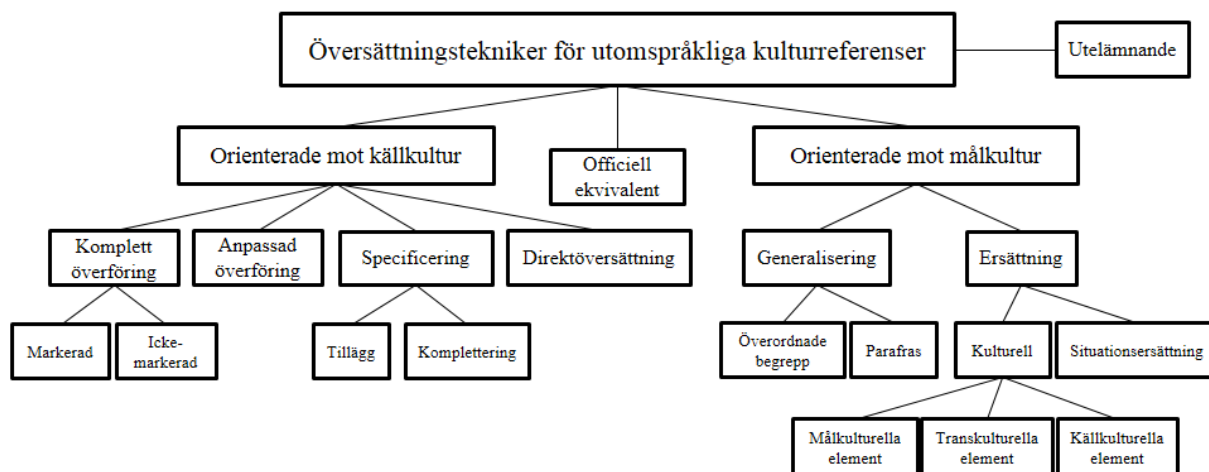 Översättningstekniker för utomspråkliga kulturreferenser
Utelämnande
Orienterade mot källkultur
Officiell
ekvivalent
Orienterade mot målkultur
Komplett
överföring
Anpassad
överföring
Specificering
Direktöversättning
Generalisering
Ersättning
Markerad
Icke-
markerad
Tillägg
Komplettering
Överordnade
begrepp
Parafras
Kulturell
Situationsersättning
Målkulturella
element
Transkulturella
element
Källkulturella
element